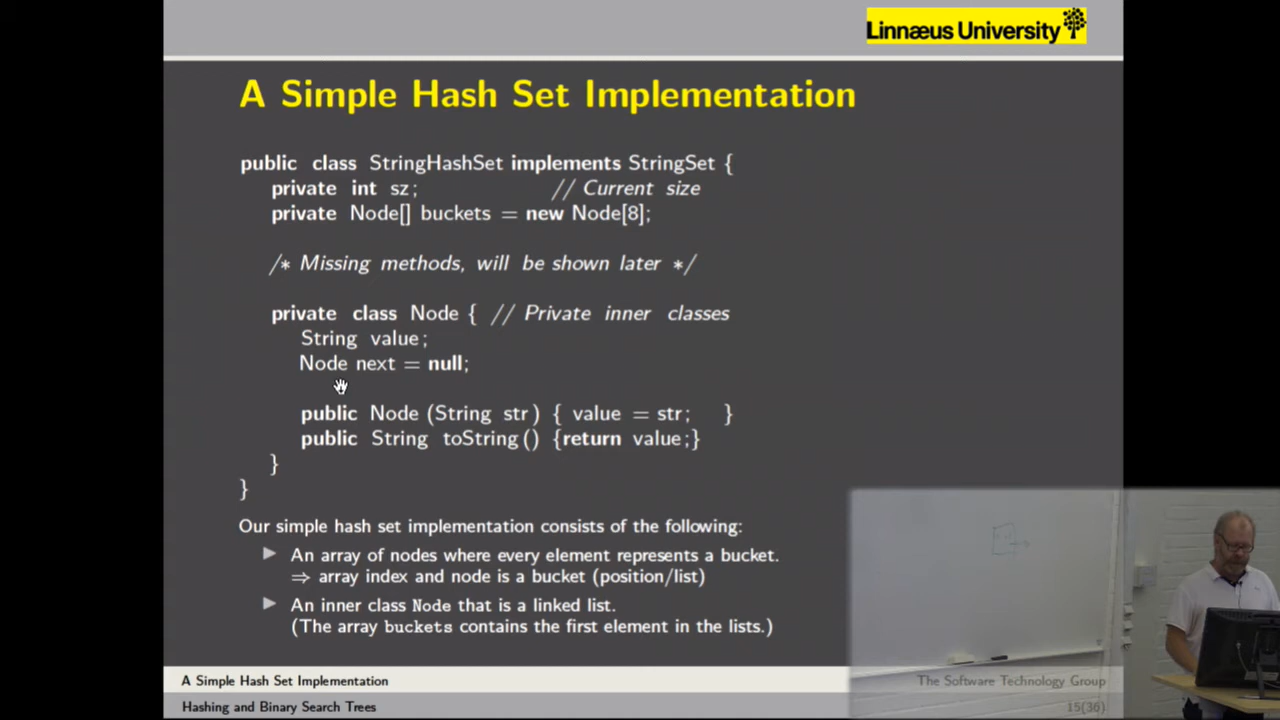 Linnæus University
A Simple Hash Set Implementation
public class StringHashSet implements StringSet {
private int sz; // Current size
private Node[] buckets = new Node[8];
/* Missing methods, will be shown later */
private class Node { // Private inner classes
String value;
Node next = null;
public Node (String str) { value = str; }
public String toString() {return value;}
}
}
Our simple hash set implementation consists of the following:
▶ An array of nodes where every element represents a bucket.
⇒ array index and node is a bucket (position/list)
▶ An inner class Node that is a linked list.
(The array buckets contains the first element in the lists.)
A Simple Hash Set Implementation The Software Technology Group
Hashing and Binary Search Trees 15(36)